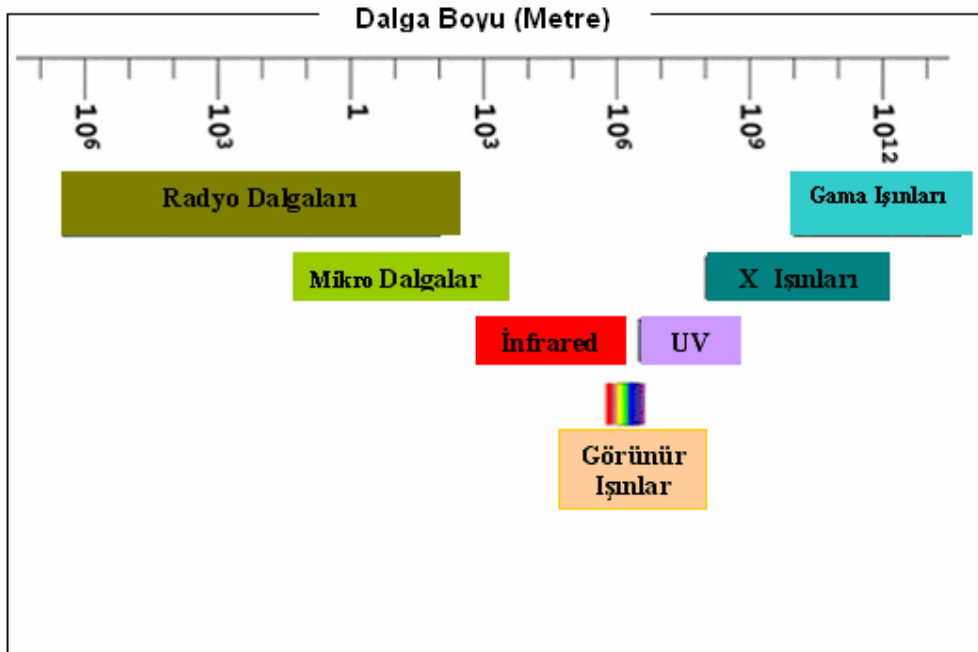 Dalga Boyu (Metre)
10⁶ 10³ 1 10³ 10⁶ 10⁹ 10¹²
Radyo Dalgaları
Gama Işınları
Mikro Dalgalar
X Işınları
İnfrared
UV
Görünür
Işınlar